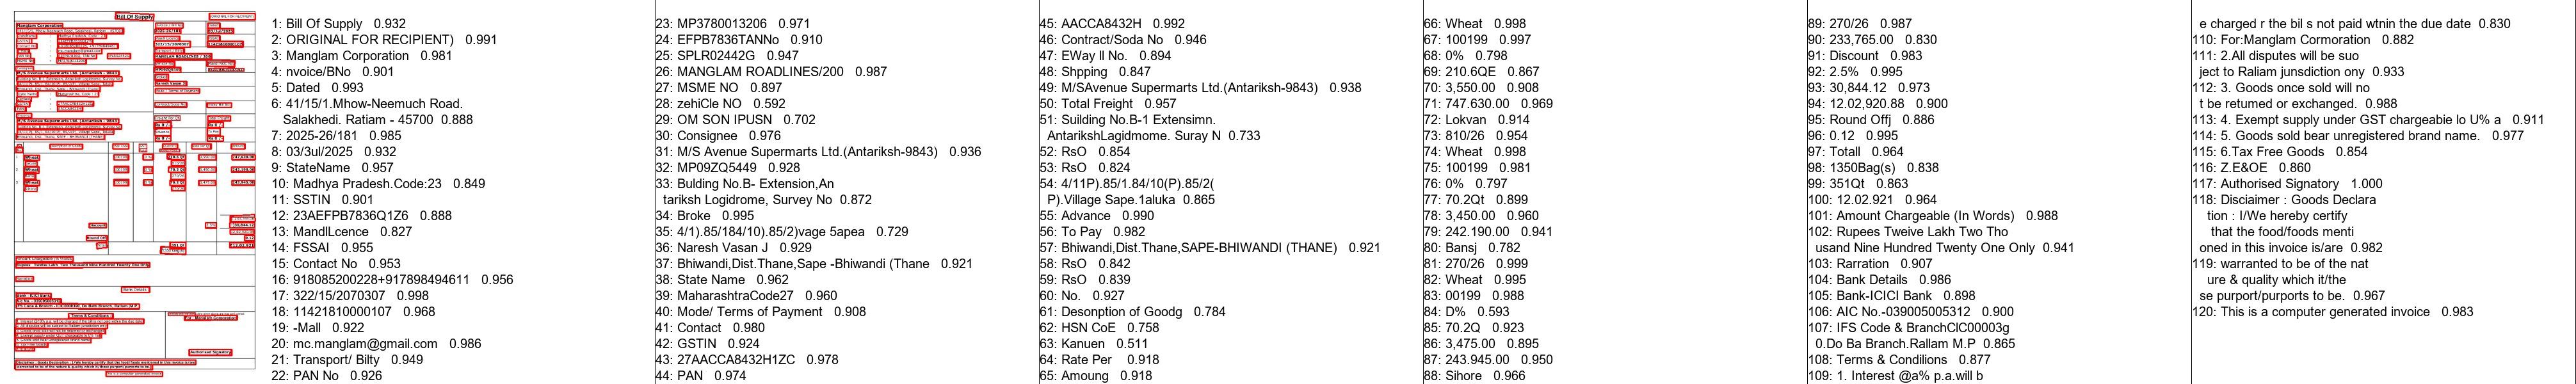 Bill Of Supply
1: Bill Of Supply 0.932
2: ORIGINAL FOR RECIPIENT) 0.991
3: Manglam Corporation 0.981
4: nvoice/BNo 0.901
5: Dated 0.993
6: 41/15/1.Mhow-Neemuch Road.
Salakhedi. Ratiam - 45700 0.888
7: 2025-26/181 0.985
8: 03/3ul/2025 0.932
9: StateName 0.957
10: Madhya Pradesh.Code:23 0.849
11: SSTIN 0.901
12: 23AEFPB7836Q1Z6 0.888
13: MandlLcence 0.827
14: FSSAI 0.955
15: Contact No 0.953
16: 918085200228+917898494611 0.956
17: 322/15/2070307 0.998
18: 11421810000107 0.968
19: -Mall 0.922
20: mc.manglam@gmail.com 0.986
21: Transport/ Bilty 0.949
22: PAN No 0.926
23: MP3780013206 0.971
24: EFPB7836TANNo 0.910
25: SPLR02442G 0.947
26: MANGLAM ROADLINES/200 0.987
27: MSME NO 0.897
28: zehiCle NO 0.592
29: OM SON IPUSN 0.702
30: Consignee 0.976
31: M/S Avenue Supermarts Ltd.(Antariksh-9843) 0.936
32: MP09ZQ5449 0.928
33: Bulding No.B- Extension,An
tariksh Logidrome, Survey No 0.872
34: Broke 0.995
35: 4/1).85/184/10).85/2)vage 5apea 0.729
36: Naresh Vasan J 0.929
37: Bhiwandi,Dist.Thane,Sape -Bhiwandi (Thane 0.921
38: State Name 0.962
39: MaharashtraCode27 0.960
40: Mode/ Terms of Payment 0.908
41: Contact 0.980
42: GSTIN 0.924
43: 27AACCA8432H1ZC 0.978
44: PAN 0.974
45: AACCA8432H 0.992
46: Contract/Soda No 0.946
47: EWay ll No. 0.894
48: Shpping 0.847
49: M/SAvenue Supermarts Ltd.(Antariksh-9843) 0.938
50: Total Freight 0.957
51: Suilding No.B-1 Extensimn.
AntarikshLagidmome. Suray N 0.733
52: RsO 0.854
53: RsO 0.824
54: 4/11P).85/1.84/10(P).85/2(
P).Village Sape.1aluka 0.865
55: Advance 0.990
56: To Pay 0.982
57: Bhiwandi,Dist.Thane,SAPE-BHIWANDI (THANE) 0.921
58: RsO 0.842
59: RsO 0.839
60: No. 0.927
61: Desonption of Goodg 0.784
62: HSN CoE 0.758
63: Kanuen 0.511
64: Rate Per 0.918
65: Amoung 0.918
66: Wheat 0.998
67: 100199 0.997
68: 0% 0.798
69: 210.6QE 0.867
70: 3,550.00 0.908
71: 747.630.00 0.969
72: Lokvan 0.914
73: 810/26 0.954
74: Wheat 0.998
75: 100199 0.981
76: 0% 0.797
77: 70.2Qt 0.899
78: 3,450.00 0.960
79: 242.190.00 0.941
80: Bansj 0.782
81: 270/26 0.999
82: Wheat 0.995
83: 00199 0.988
84: D% 0.593
85: 70.2Q 0.923
86: 3,475.00 0.895
87: 243.945.00 0.950
88: Sihore 0.966
89: 270/26 0.987
90: 233,765.00 0.830
91: Discount 0.983
92: 2.5% 0.995
93: 30,844.12 0.973
94: 12.02,920.88 0.900
95: Round Offj 0.886
96: 0.12 0.995
97: Totall 0.964
98: 1350Bag(s) 0.838
99: 351Qt 0.863
100: 12.02.921 0.964
101: Amount Chargeable (In Words) 0.988
102: Rupees Tweive Lakh Two Tho
usand Nine Hundred Twenty One Only 0.941
103: Rarration 0.907
104: Bank Details 0.986
105: Bank-ICICI Bank 0.898
106: AIC No.-039005005312 0.900
107: IFS Code & BranchClC00003g
0.Do Ba Branch.Rallam M.P 0.865
108: Terms & Condilions 0.877
109: 1. Interest @a% p.a.will b
e charged r the bil s not paid wtnin the due date 0.830
110: For:Manglam Cormoration 0.882
111: 2.All disputes will be suo
ject to Raliam junsdiction ony 0.933
112: 3. Goods once sold will no
t be returned or exchanged. 0.988
113: 4. Exempt supply under GST chargeabie lo U% a 0.911
114: 5. Goods sold bear unregistered brand name. 0.977
115: 6.Tax Free Goods 0.854
116: Z.E&OE 0.860
117: Authorised Signatory 1.000
118: Disciaimer : Goods Declara
tion : I/We hereby certify
that the food/foods menti
oned in this invoice is/are 0.982
119: warranted to be of the nat
ure & quality which it/the
se purport/purports to be. 0.967
120: This is a computer generated invoice 0.983